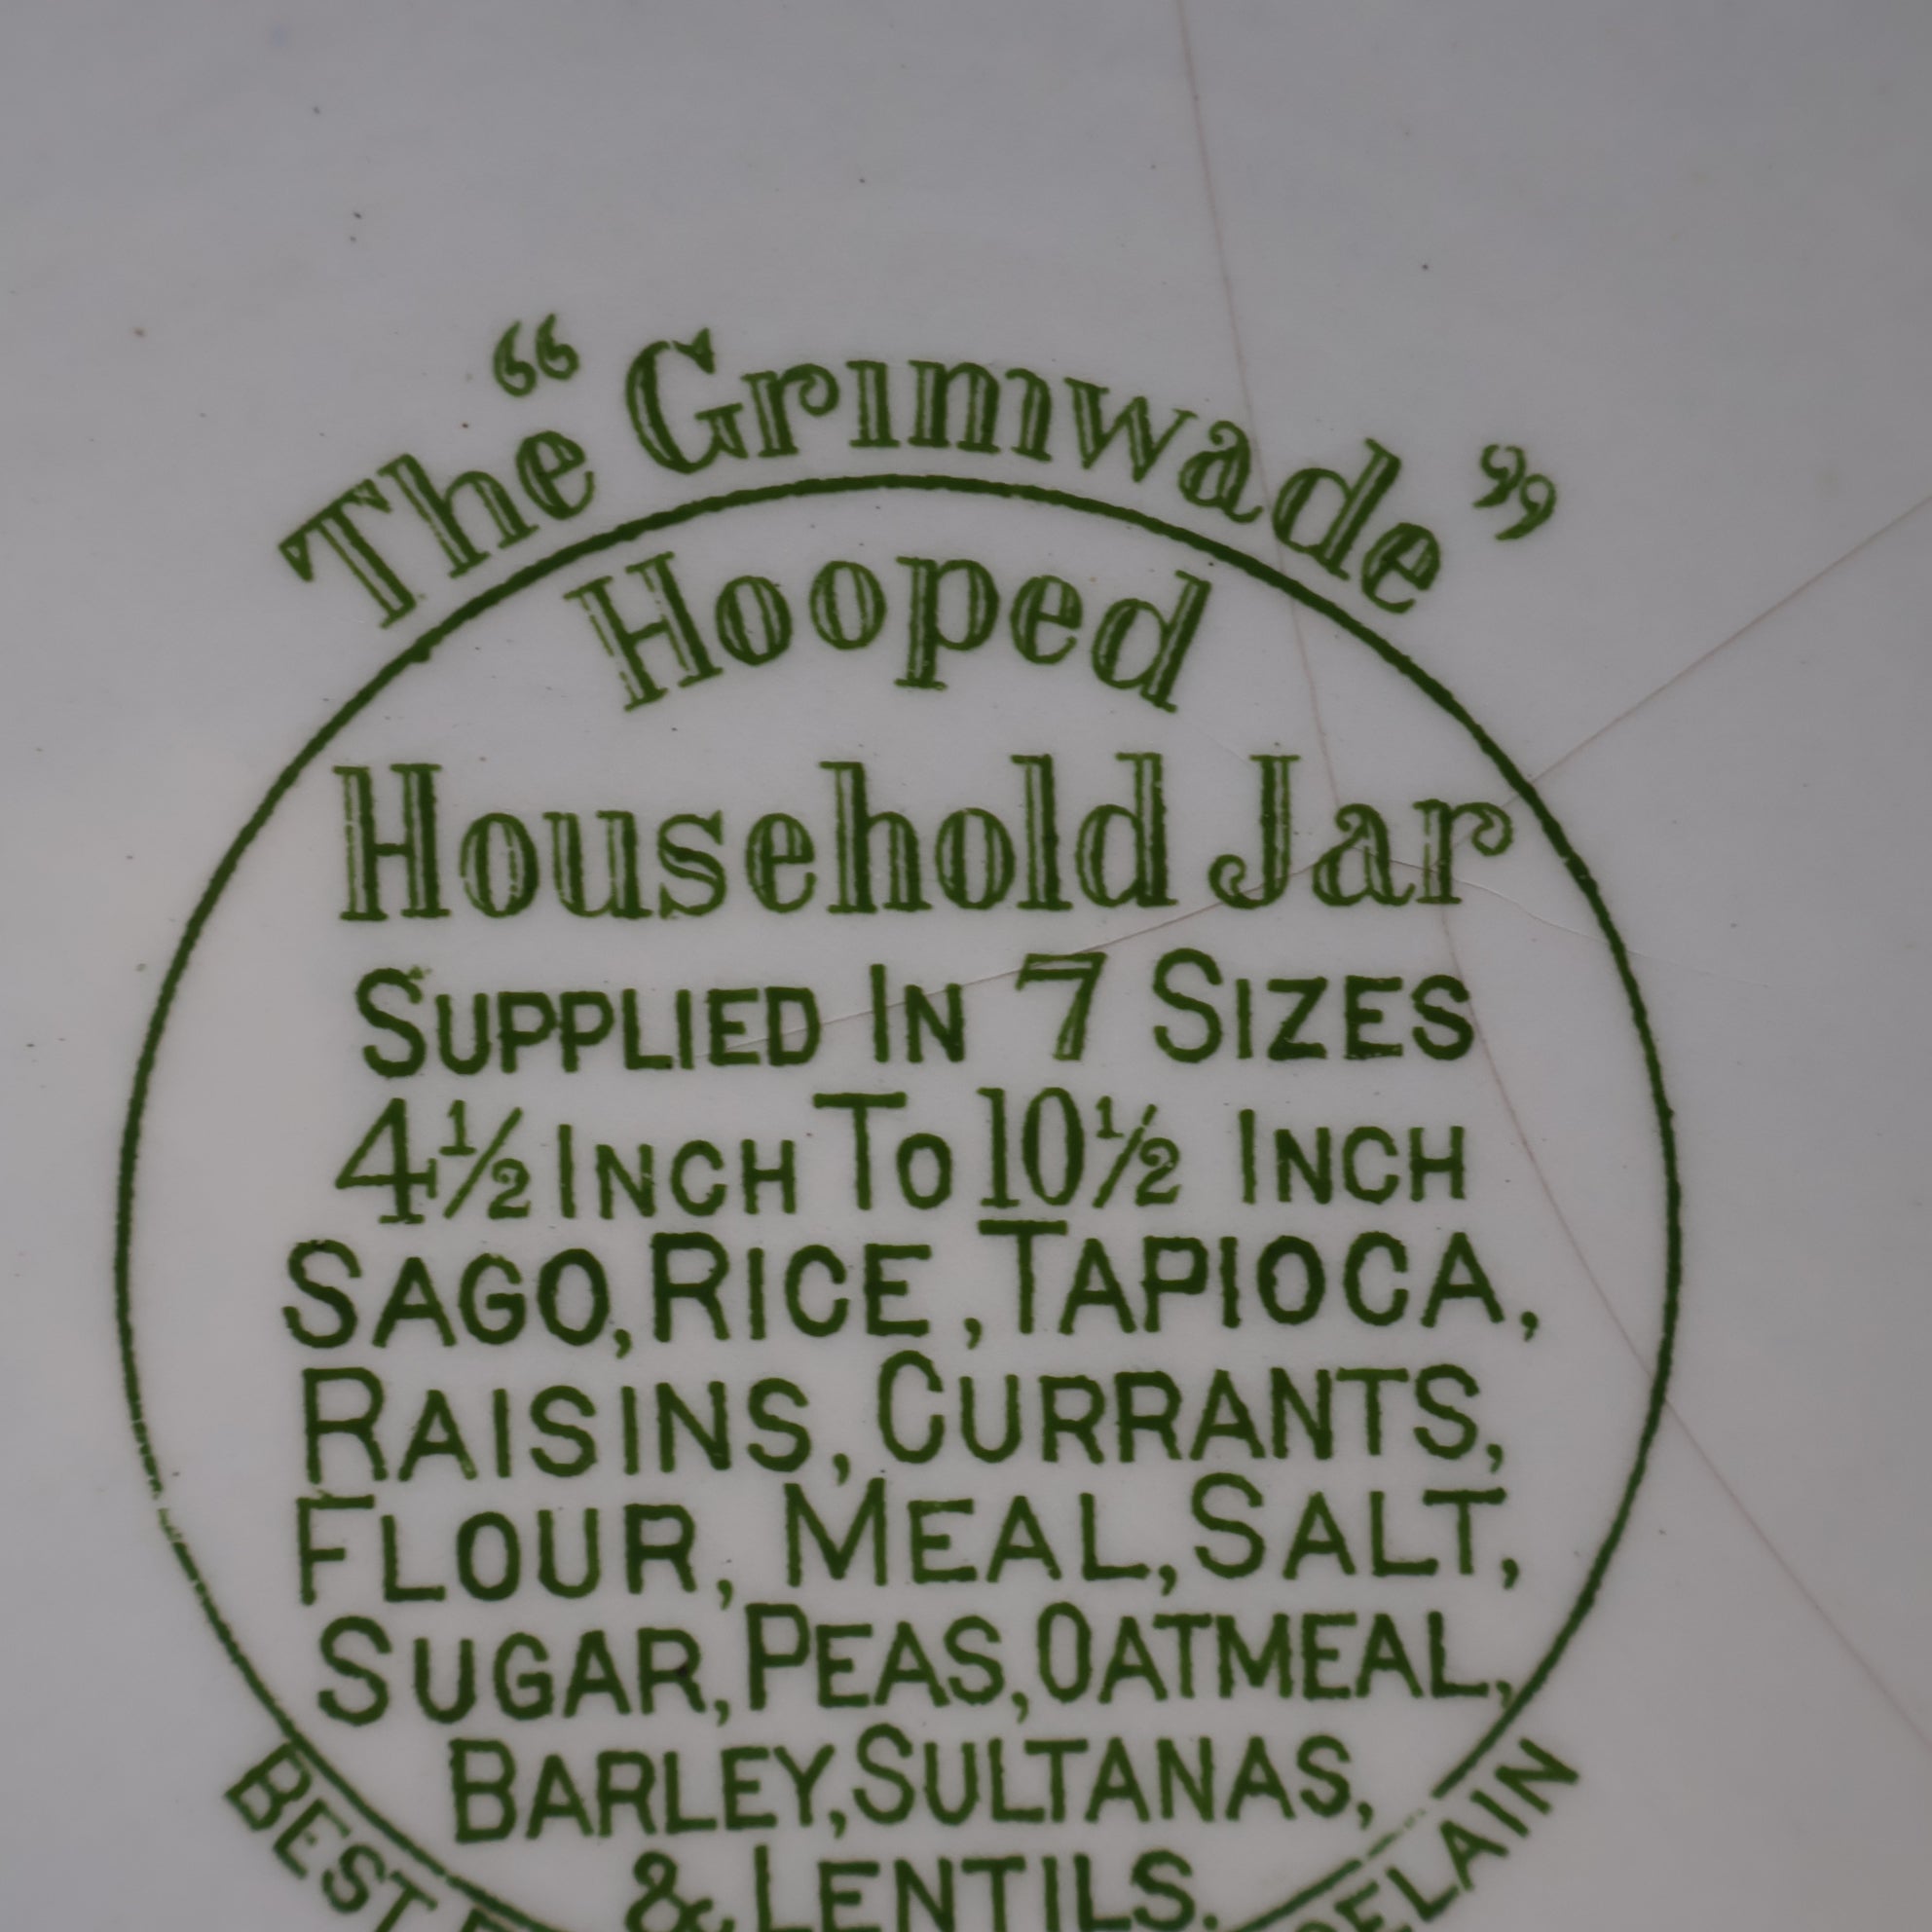 The “Grimwade”
Hooped
Household Jar
SUPPLIED IN 7 SIZES
4½ INCH TO 10½ INCH
SAGO, RICE, TAPIOCA,
RAISINS, CURRANTS,
FLOUR, MEAL, SALT,
SUGAR, PEAS, OATMEAL,
BARLEY, SULTANAS,
& LENTILS.
BEST